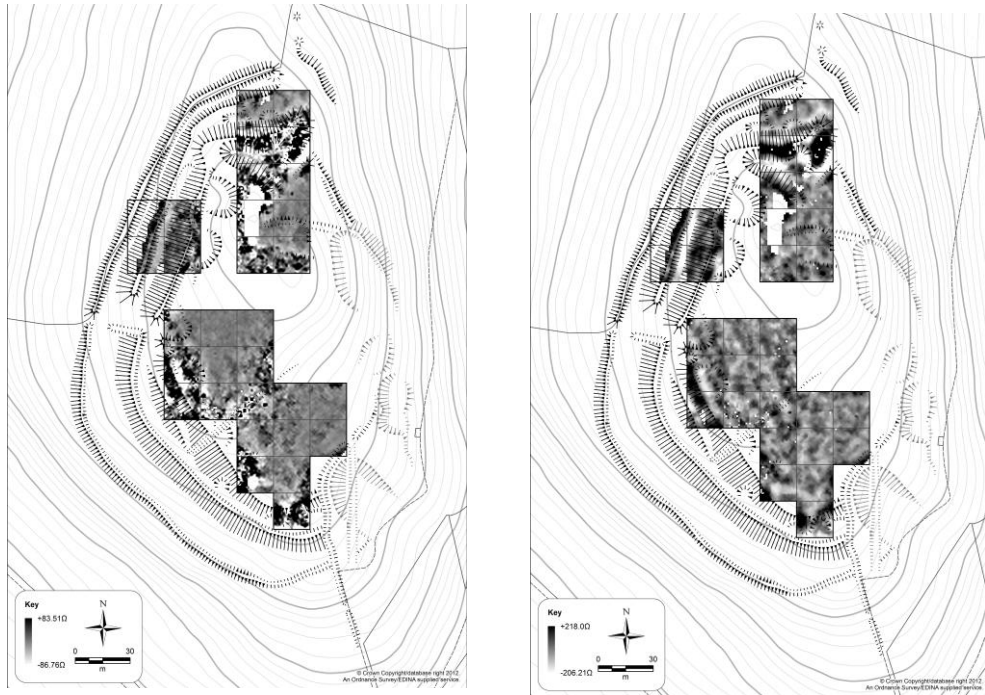 Key
+83.51Ω
-86.76Ω
N
0 30
m
© Crown Copyright/database right 2012.
An Ordnance Survey/EDINA supplied service.
Key
+218.0Ω
-206.21Ω
N
0 30
m
© Crown Copyright/database right 2012.
An Ordnance Survey/EDINA supplied service.